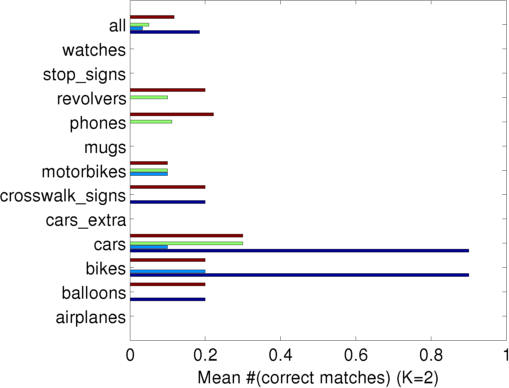 all
watches
stop_signs
revolvers
phones
mugs
motorbikes
crosswalk_signs
cars_extra
cars
bikes
balloons
airplanes
0 0.2 0.4 0.6 0.8 1
Mean #(correct matches) (K=2)